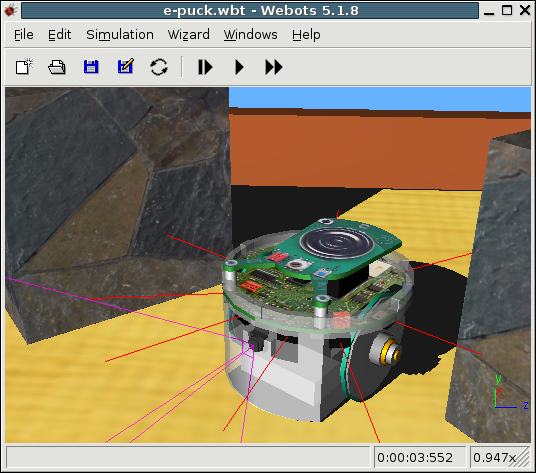 e-puck.wbt - Webots 5.1.8
File Edit Simulation Wizard Windows Help
y
z
0:00:03:552 0.947x